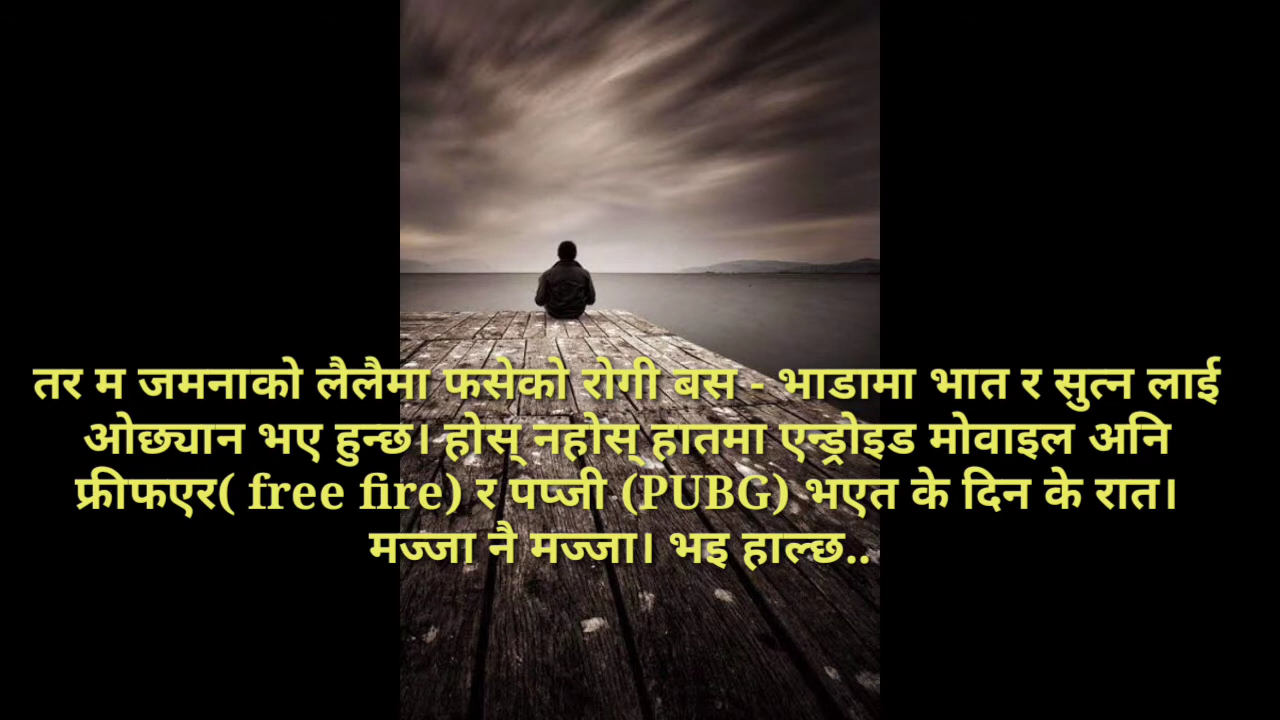 तर म जमनाको लैलैमा फसेको रोगी बस - भाडामा भात र सुत्न लाई
ओछ्यान भए हुन्छ। होस् नहोस् हातमा एन्ड्रोइड मोवाइल अनि
फ्रीफएर( free fire) र पप्जी (PUBG) भएत के दिन के रात।
मज्जा नै मज्जा। भइ हाल्छ..